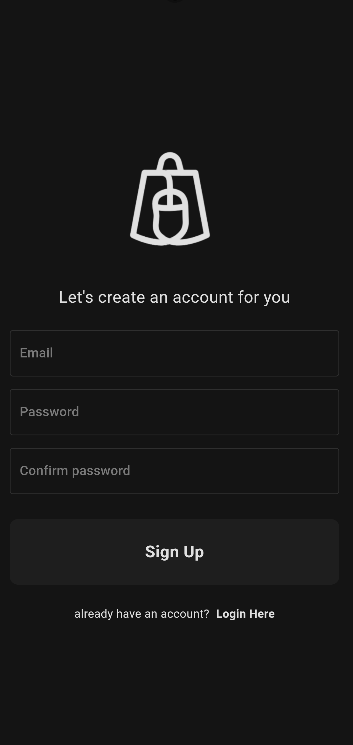 Let's create an account for you
Email
Password
Confirm password
Sign Up
already have an account? Login Here